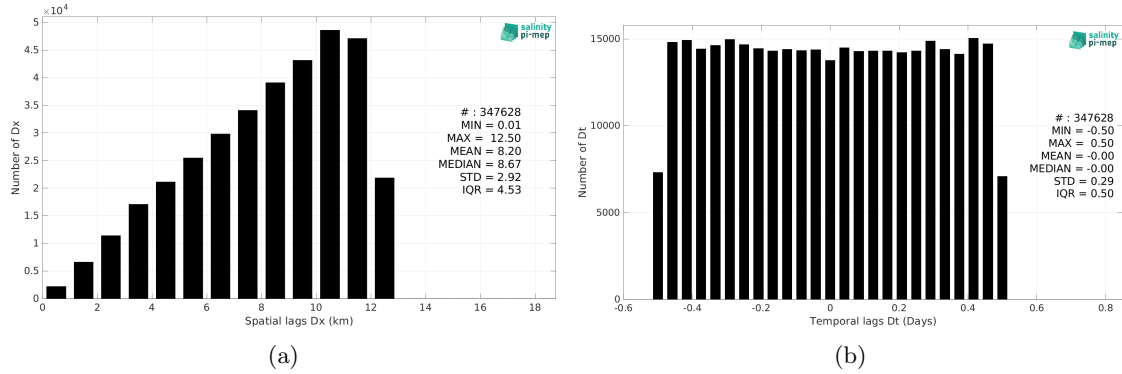 ×10⁴
5
4.5
4
3.5
3
2.5
2
1.5
1
0.5
0
Number of Dx
0 2 4 6 8 10 12 14 16 18
Spatial lags Dx (km)
salinity
pi-mep
# : 347628
MIN = 0.01
MAX = 12.50
MEAN = 8.20
MEDIAN = 8.67
STD = 2.92
IQR = 4.53
(a)
15000
10000
5000
0
Number of Dt
-0.6 -0.4 -0.2 0 0.2 0.4 0.6 0.8
Temporal lags Dt (Days)
salinity
pi-mep
# : 347628
MIN = -0.50
MAX = 0.50
MEAN = -0.00
MEDIAN = -0.00
STD = 0.29
IQR = 0.50
(b)